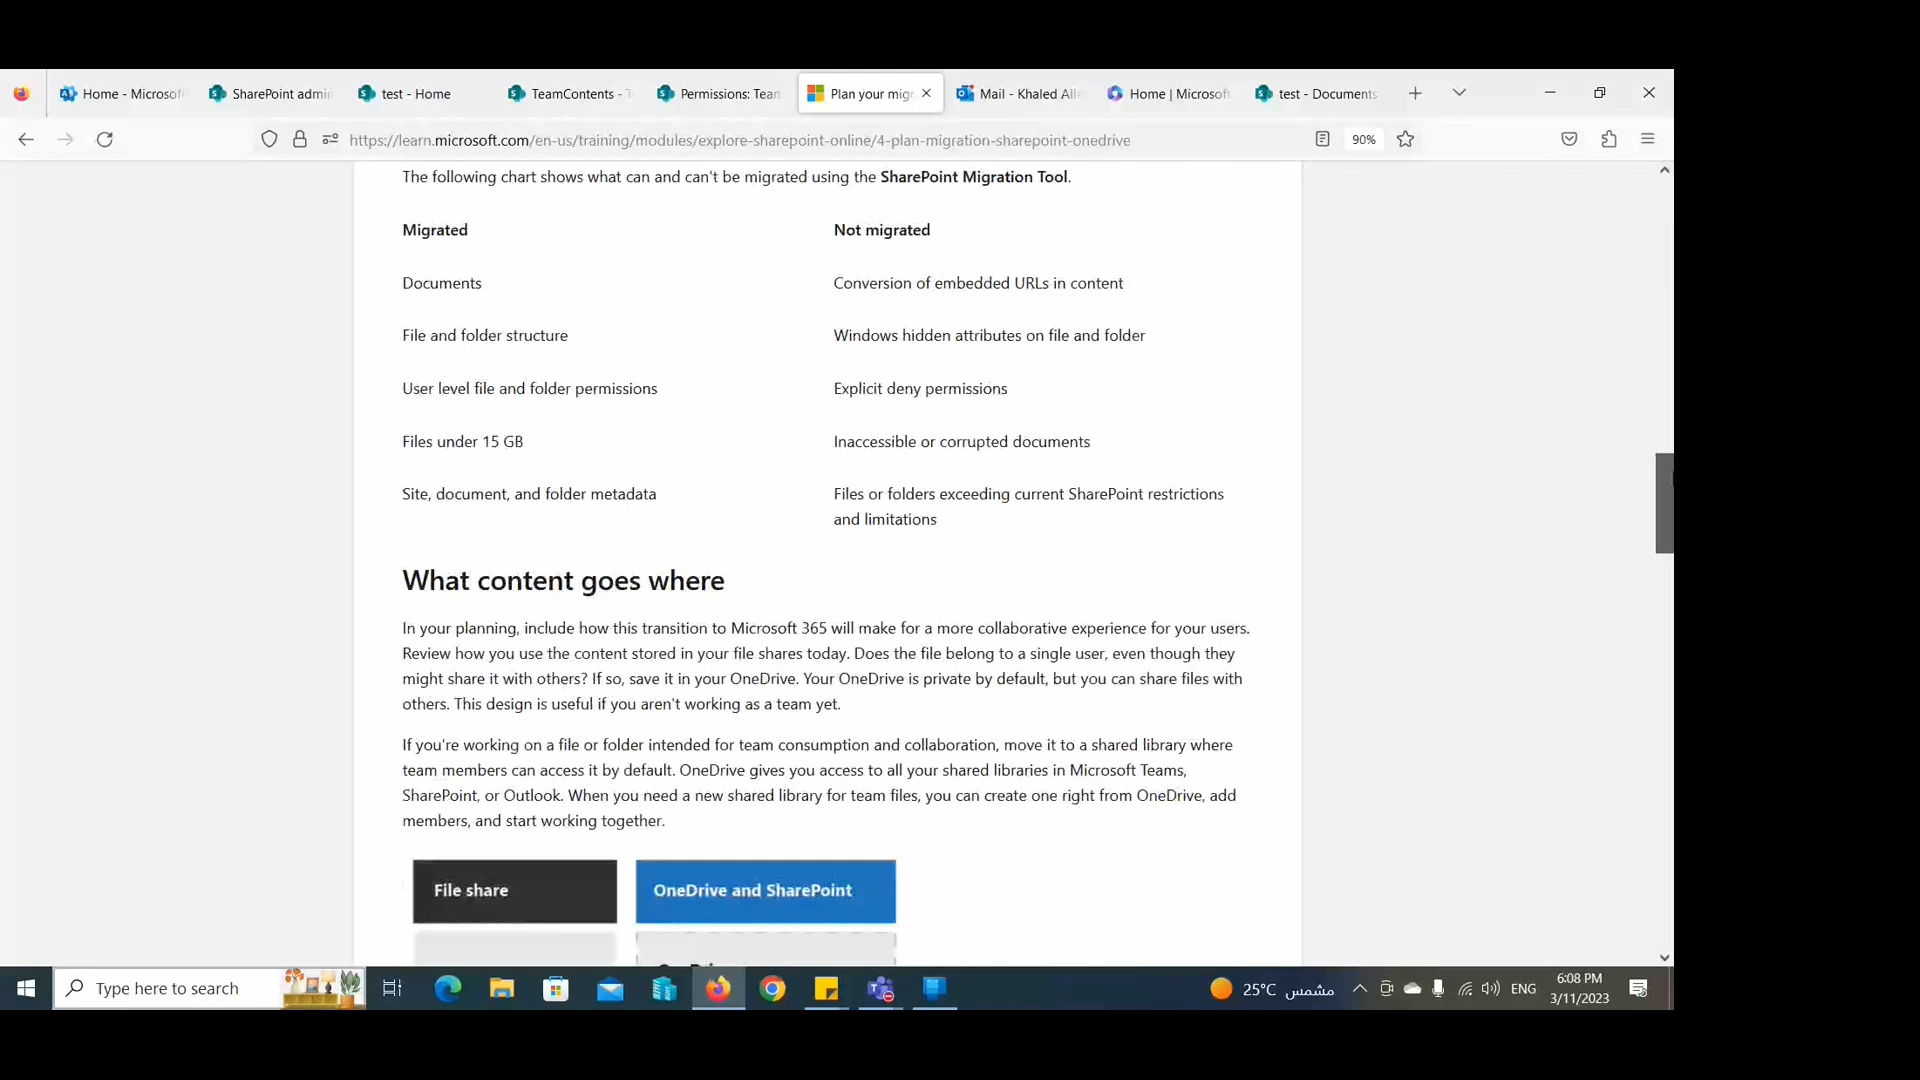 Home - Microsof
SharePoint admin
test - Home
TeamContents - T
Permissions: Team
Plan your migr
Mail - Khaled Alle
Home | Microsoft
test - Documents
https://learn.microsoft.com/en-us/training/modules/explore-sharepoint-online/4-plan-migration-sharepoint-onedrive
90%
The following chart shows what can and can't be migrated using the SharePoint Migration Tool.
Migrated Not migrated
Documents Conversion of embedded URLs in content
File and folder structure Windows hidden attributes on file and folder
User level file and folder permissions Explicit deny permissions
Files under 15 GB Inaccessible or corrupted documents
Site, document, and folder metadata Files or folders exceeding current SharePoint restrictions
and limitations
What content goes where
In your planning, include how this transition to Microsoft 365 will make for a more collaborative experience for your users.
Review how you use the content stored in your file shares today. Does the file belong to a single user, even though they
might share it with others? If so, save it in your OneDrive. Your OneDrive is private by default, but you can share files with
others. This design is useful if you aren't working as a team yet.
If you're working on a file or folder intended for team consumption and collaboration, move it to a shared library where
team members can access it by default. OneDrive gives you access to all your shared libraries in Microsoft Teams,
SharePoint, or Outlook. When you need a new shared library for team files, you can create one right from OneDrive, add
members, and start working together.
File share OneDrive and SharePoint
Type here to search
25°C مشمس
ENG
6:08 PM
3/11/2023